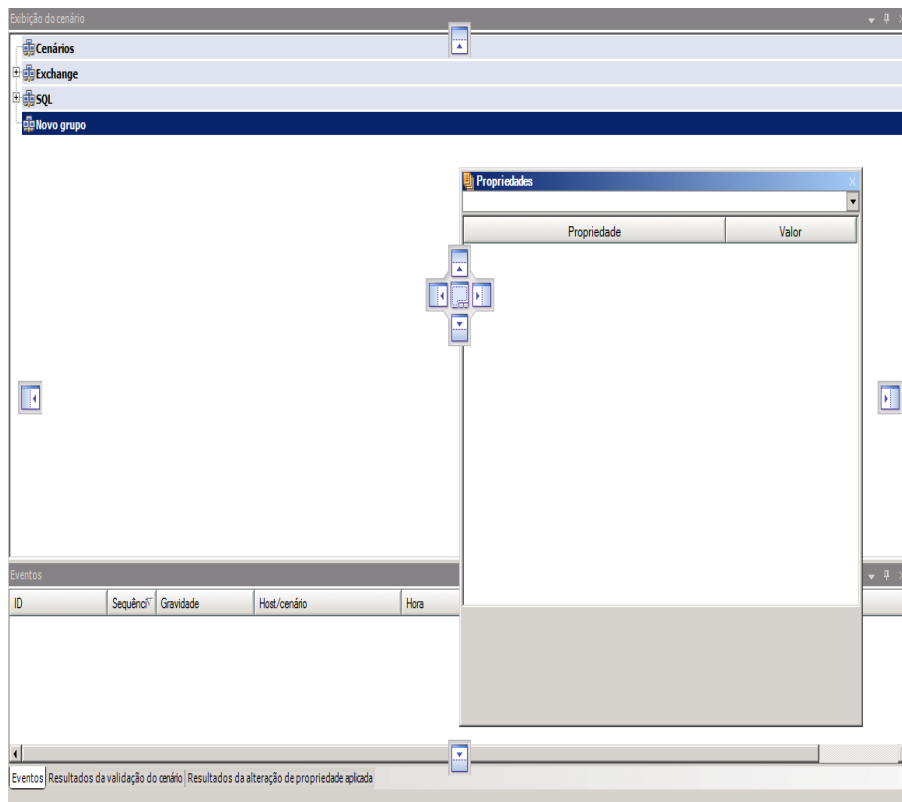 Exibição do cenário
Cenários
Exchange
SQL
Novo grupo
Propriedades
Propriedade Valor
Eventos
ID Sequênci Gravidade Host/cenário Hora
Eventos Resultados da validação do cenário Resultados da alteração de propriedade aplicada